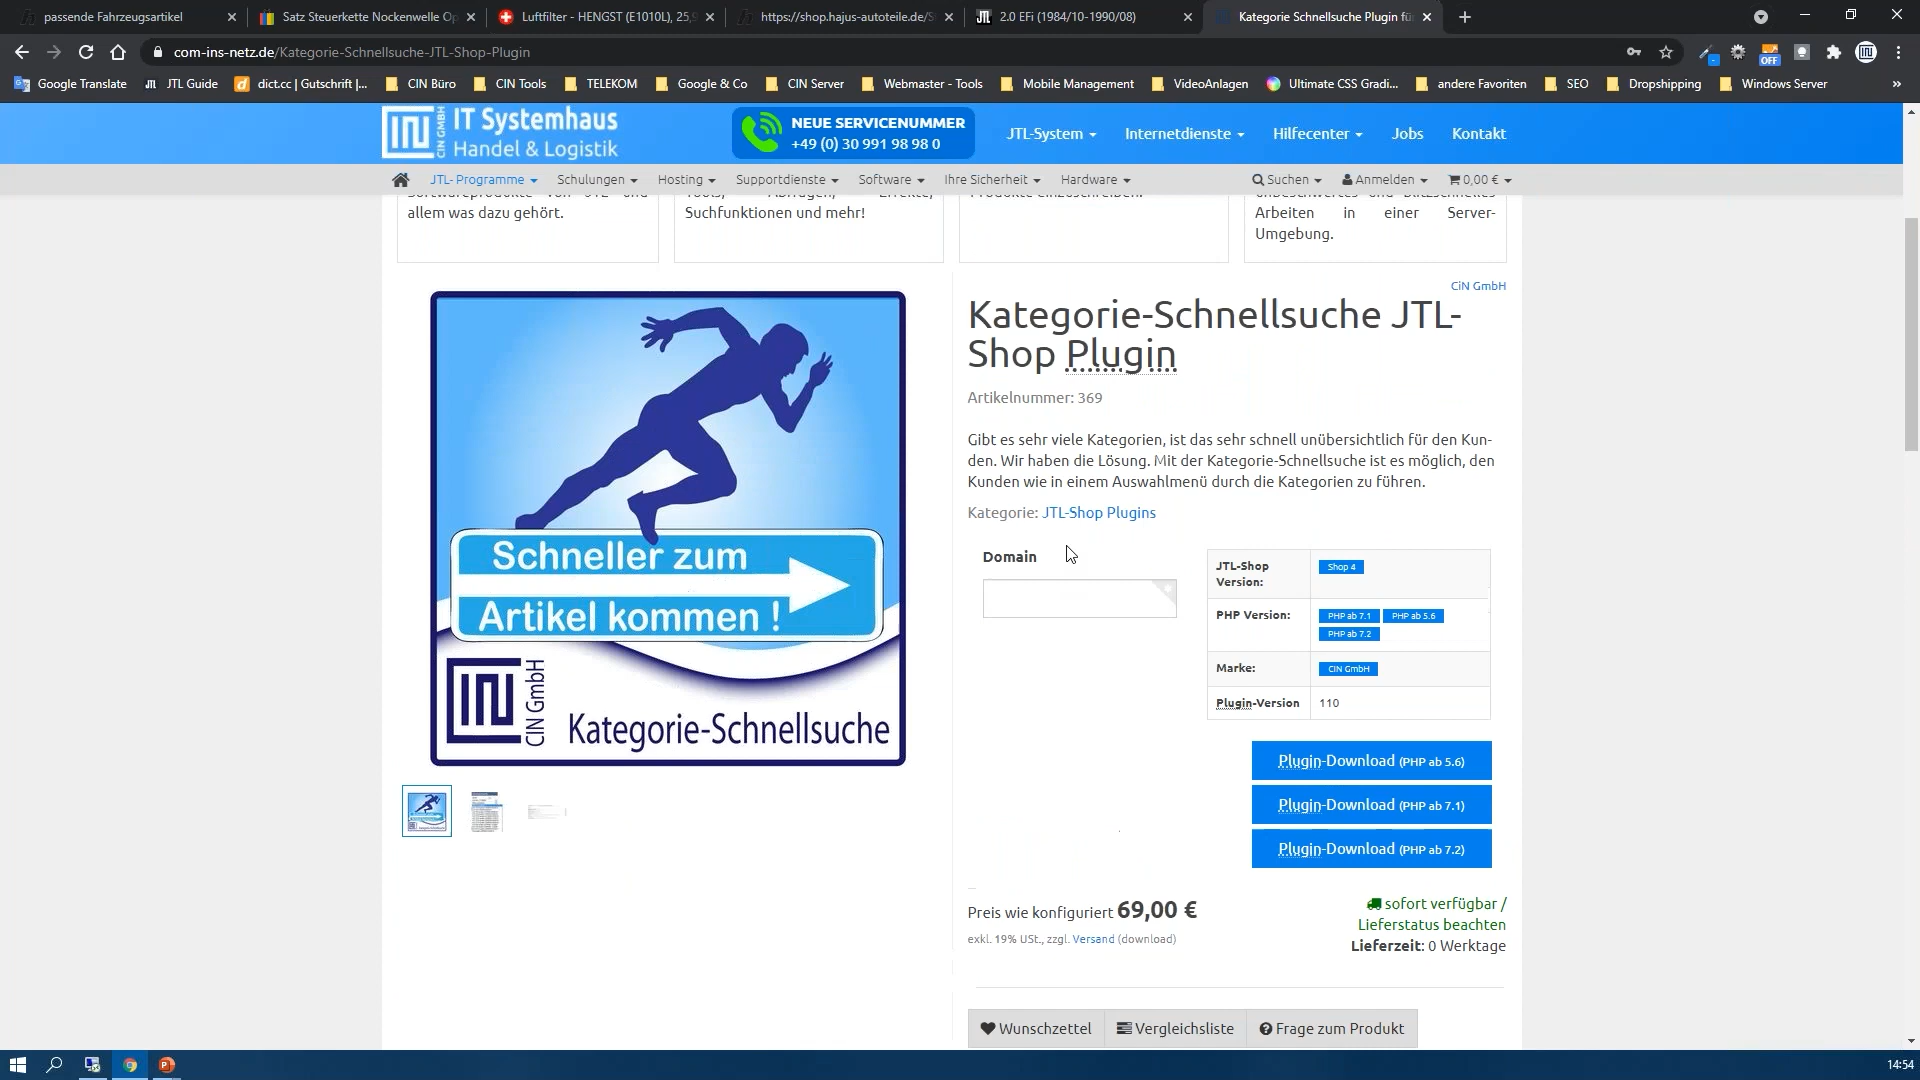 passende Fahrzeugsartikel
Satz Steuerkette Nockenwelle Op
Luftfilter - HENGST (E1010L), 25,9
https://shop.hajus-autoteile.de/S
2.0 EFi (1984/10-1990/08)
Kategorie Schnellsuche Plugin fü
com-ins-netz.de/Kategorie-Schnellsuche-JTL-Shop-Plugin
Google Translate
JTL Guide
dict.cc | Gutschrift |...
CIN Büro
CIN Tools
TELEKOM
Google & Co
CIN Server
Webmaster - Tools
Mobile Management
VideoAnlagen
Ultimate CSS Gradi...
andere Favoriten
SEO
Dropshipping
Windows Server
»
OFF
CIN GMBH
IT Systemhaus
Handel & Logistik
NEUE SERVICENUMMER
+49 (0) 30 991 98 98 0
JTL-System
Internetdienste
Hilfecenter
Jobs
Kontakt
JTL- Programme
Schulungen
Hosting
Supportdienste
Software
Ihre Sicherheit
Hardware
Suchen
Anmelden
0,00 €
allem was dazu gehört.
Suchfunktionen und mehr!
Arbeiten in einer Server-
Umgebung.
Schneller zum
Artikel kommen !
CIN GmbH
Kategorie-Schnellsuche
CiN GmbH
Kategorie-Schnellsuche JTL-
Shop Plugin
Artikelnummer: 369
Gibt es sehr viele Kategorien, ist das sehr schnell unübersichtlich für den Kun-
den. Wir haben die Lösung. Mit der Kategorie-Schnellsuche ist es möglich, den
Kunden wie in einem Auswahlmenü durch die Kategorien zu führen.
Kategorie: JTL-Shop Plugins
Domain
JTL-Shop
Version:
Shop 4
PHP Version:
PHP ab 7.1 PHP ab 5.6
PHP ab 7.2
Marke:
CIN GmbH
Plugin-Version
110
Plugin-Download (PHP ab 5.6)
Plugin-Download (PHP ab 7.1)
Plugin-Download (PHP ab 7.2)
Preis wie konfiguriert 69,00 €
exkl. 19% USt., zzgl. Versand (download)
sofort verfügbar /
Lieferstatus beachten
Lieferzeit: 0 Werktage
Wunschzettel
Vergleichsliste
Frage zum Produkt
14:54